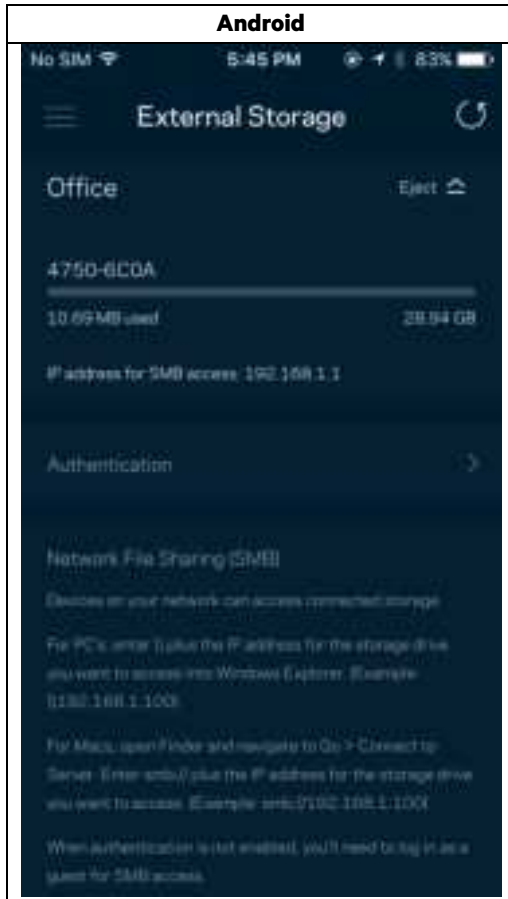 Android
No SIM 5:45 PM 83%
External Storage
Office Eject
4750-6C0A
10.69 MB used 28.94 GB
IP address for SMB access: 192.168.1.1
Authentication
Network File Sharing (SMB)
Devices on your network can access connected storage.
For PC's, enter \\ plus the IP address for the storage drive
you want to access into Windows Explorer. (Example:
\\192.168.1.100)
For Macs, open Finder and navigate to Go > Connect to
Server. Enter smb:// plus the IP address for the storage drive
you want to access. (Example: smb://192.168.1.100)
When authentication is not enabled, you'll need to log in as a
guest for SMB access.